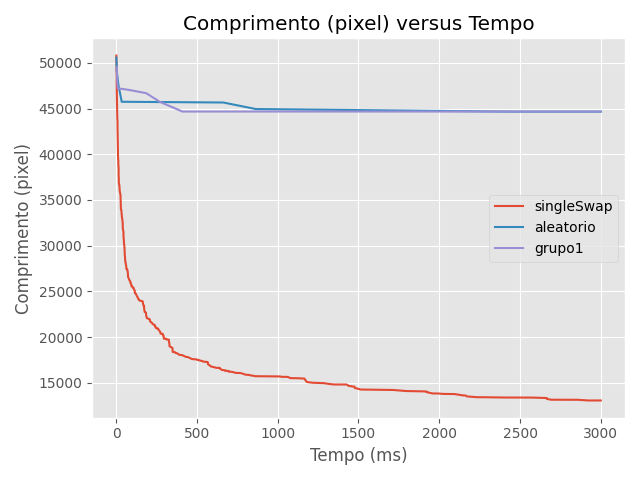 Comprimento (pixel) versus Tempo
50000
45000
40000
35000
30000
25000
20000
15000
Comprimento (pixel)
singleSwap
aleatorio
grupo1
0
500
1000
1500
2000
2500
3000
Tempo (ms)